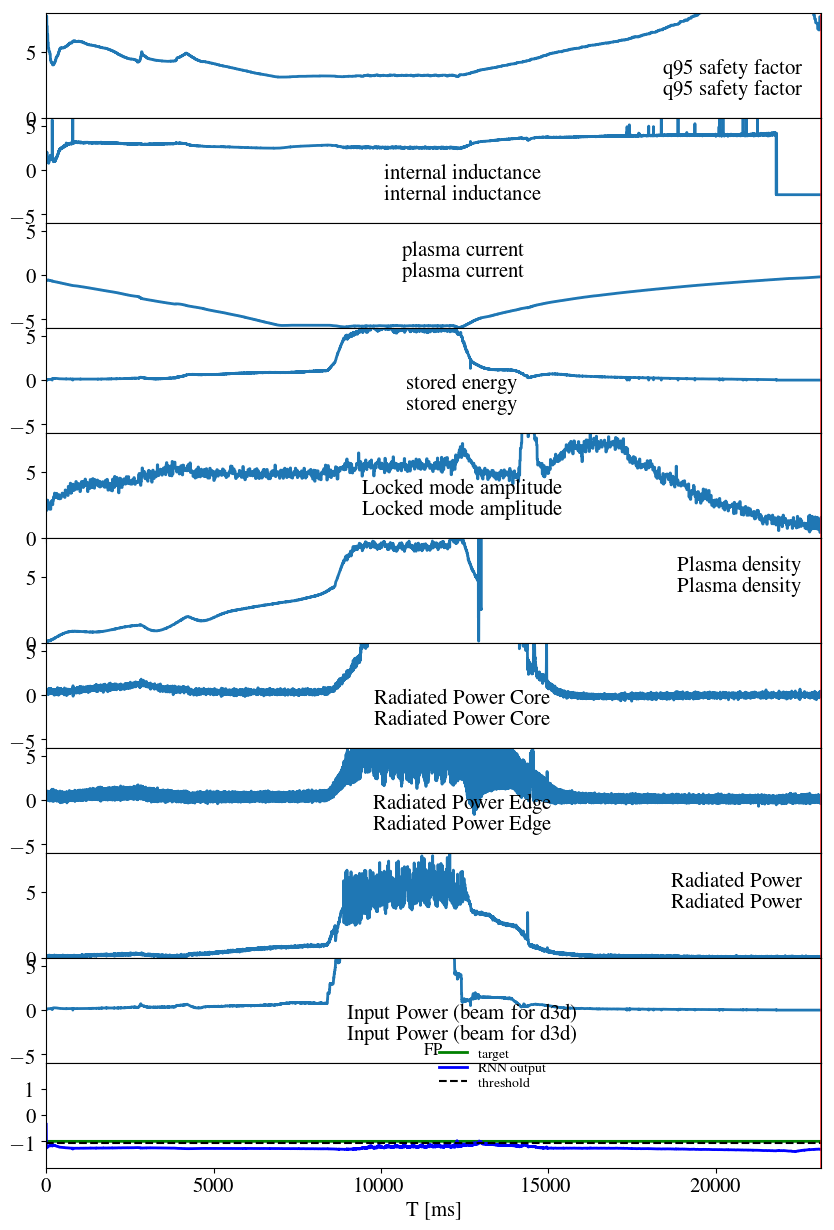 5
q95 safety factor
q95 safety factor
0
5
0
internal inductance
internal inductance
−5
5
plasma current
0
plasma current
−5
5
0
stored energy
stored energy
−5
5
Locked mode amplitude
Locked mode amplitude
0
Plasma density
5
Plasma density
0
5
0
Radiated Power Core
Radiated Power Core
−5
5
0
Radiated Power Edge
Radiated Power Edge
−5
Radiated Power
5
Radiated Power
0
5
0
Input Power (beam for d3d)
Input Power (beam for d3d)
−5
FP
target
RNN output
threshold
1
0
−1
0 5000 10000 15000 20000
T [ms]